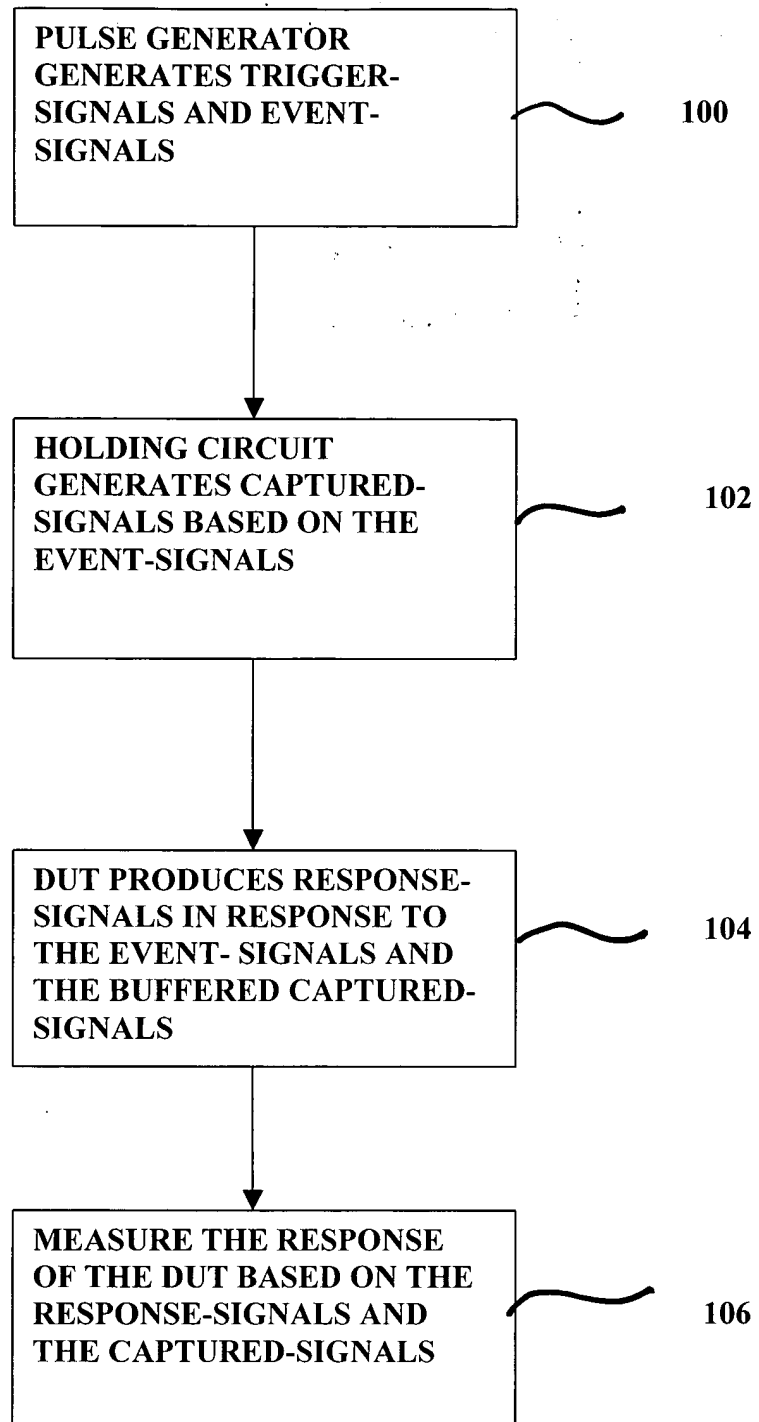 PULSE GENERATOR
GENERATES TRIGGER-
SIGNALS AND EVENT-
SIGNALS
100
HOLDING CIRCUIT
GENERATES CAPTURED-
SIGNALS BASED ON THE
EVENT-SIGNALS
102
DUT PRODUCES RESPONSE-
SIGNALS IN RESPONSE TO
THE EVENT- SIGNALS AND
THE BUFFERED CAPTURED-
SIGNALS
104
MEASURE THE RESPONSE
OF THE DUT BASED ON THE
RESPONSE-SIGNALS AND
THE CAPTURED-SIGNALS
106